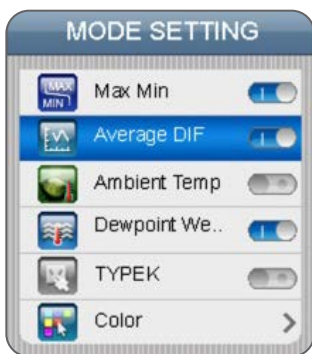 MODE SETTING
MAX
MIN
Max Min
Average DIF
Ambient Temp
Dewpoint We..
TYPEK
Color